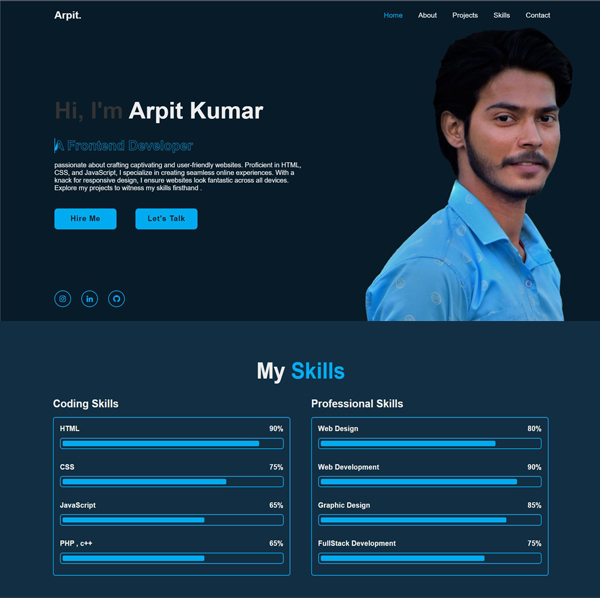 Arpit.
Home About Projects Skills Contact
Hi, I'm Arpit Kumar
A Frontend Developer
passionate about crafting captivating and user-friendly websites. Proficient in HTML,
CSS, and JavaScript, I specialize in creating seamless online experiences. With a
knack for responsive design, I ensure websites look fantastic across all devices.
Explore my projects to witness my skills firsthand .
Hire Me Let's Talk
My Skills
Coding Skills
HTML 90%
CSS 75%
JavaScript 65%
PHP , c++ 65%
Professional Skills
Web Design 80%
Web Development 90%
Graphic Design 85%
FullStack Development 75%